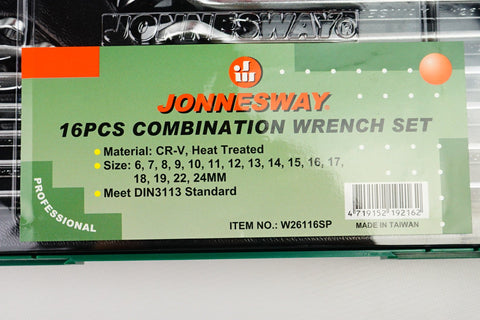 JONNESWAY®
JONNESWAY®
16PCS COMBINATION WRENCH SET
Material: CR-V, Heat Treated
Size: 6, 7, 8, 9, 10, 11, 12, 13, 14, 15, 16, 17,
18, 19, 22, 24MM
Meet DIN3113 Standard
PROFESSIONAL
4 719152 192162
ITEM NO.: W26116SP
MADE IN TAIWAN